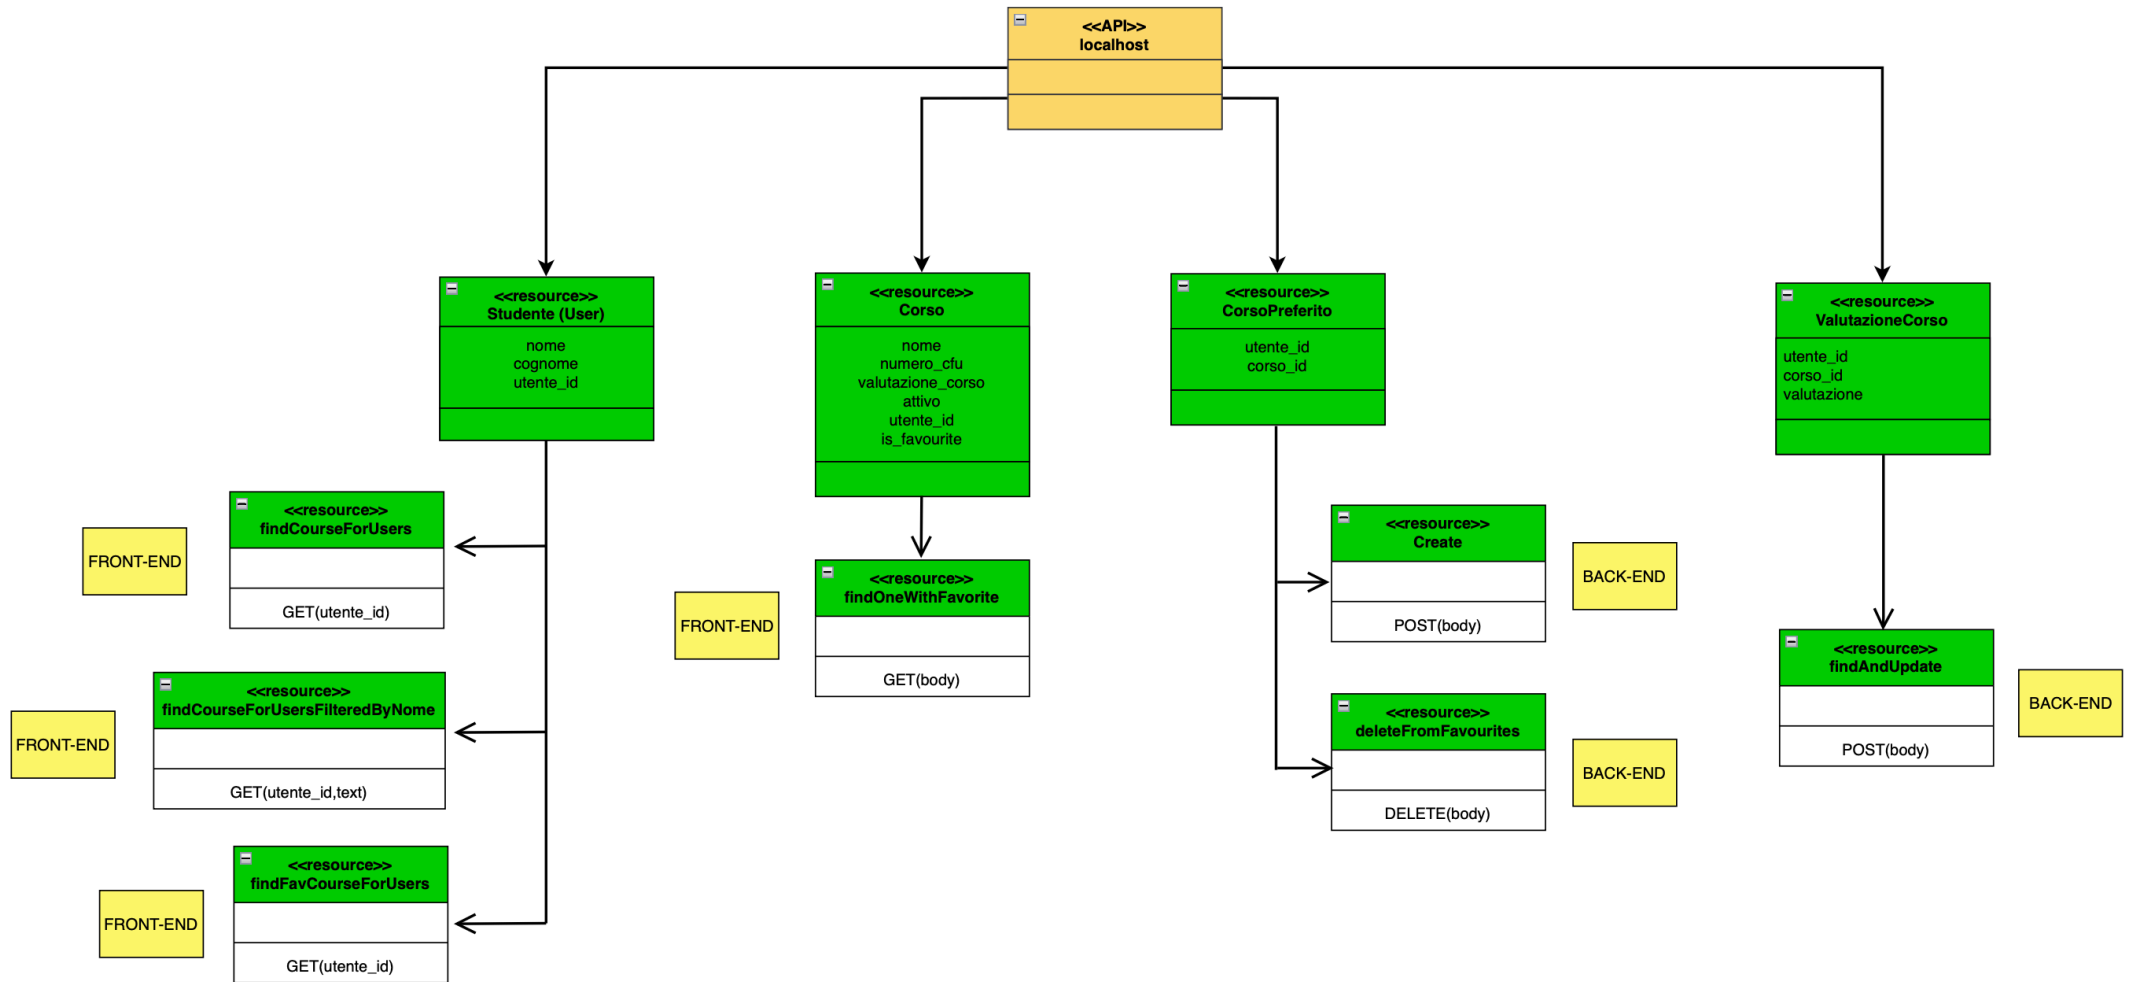 <<API>>
localhost
<<resource>>
Studente (User)
nome
cognome
utente_id
<<resource>>
Corso
nome
numero_cfu
valutazione_corso
attivo
utente_id
is_favourite
<<resource>>
CorsoPreferito
utente_id
corso_id
<<resource>>
ValutazioneCorso
utente_id
corso_id
valutazione
FRONT-END
<<resource>>
findCourseForUsers
GET(utente_id)
FRONT-END
<<resource>>
findCourseForUsersFilteredByNome
GET(utente_id,text)
FRONT-END
<<resource>>
findFavCourseForUsers
GET(utente_id)
FRONT-END
<<resource>>
findOneWithFavorite
GET(body)
<<resource>>
Create
POST(body)
BACK-END
<<resource>>
deleteFromFavourites
DELETE(body)
BACK-END
<<resource>>
findAndUpdate
POST(body)
BACK-END